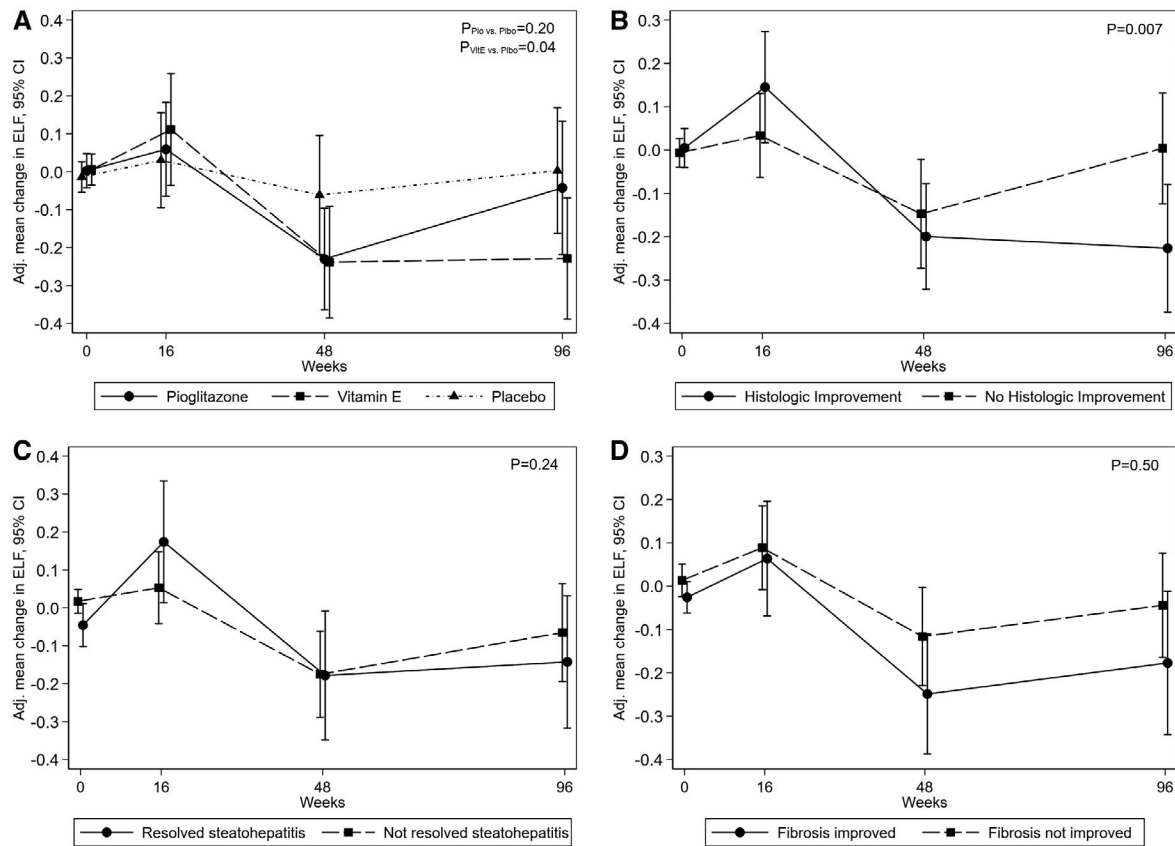 A
P Pio vs. Plbo=0.20
P VitE vs. Plbo=0.04
Adj. mean change in ELF, 95% CI
0.4
0.3
0.2
0.1
0.0
-0.1
-0.2
-0.3
-0.4
0 16 48 96
Weeks
Pioglitazone Vitamin E Placebo
B
P=0.007
Adj. mean change in ELF, 95% CI
0.3
0.2
0.1
0.0
-0.1
-0.2
-0.3
-0.4
0 16 48 96
Weeks
Histologic Improvement No Histologic Improvement
C
P=0.24
Adj. mean change in ELF, 95% CI
0.4
0.3
0.2
0.1
0.0
-0.1
-0.2
-0.3
-0.4
0 16 48 96
Weeks
Resolved steatohepatitis Not resolved steatohepatitis
D
P=0.50
Adj. mean change in ELF, 95% CI
0.3
0.2
0.1
0.0
-0.1
-0.2
-0.3
-0.4
0 16 48 96
Weeks
Fibrosis improved Fibrosis not improved